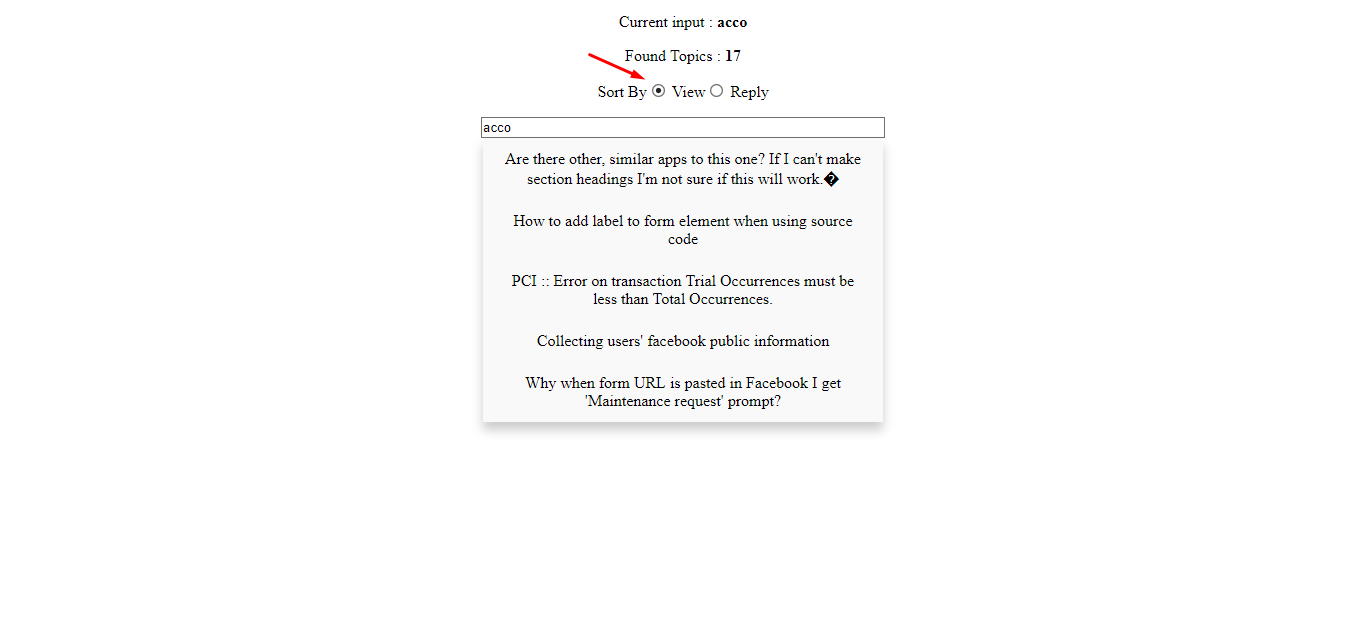 Current input : acco
Found Topics : 17
Sort By View Reply
acco
Are there other, similar apps to this one? If I can't make
section headings I'm not sure if this will work.�
How to add label to form element when using source
code
PCI :: Error on transaction Trial Occurrences must be
less than Total Occurrences.
Collecting users' facebook public information
Why when form URL is pasted in Facebook I get
'Maintenance request' prompt?